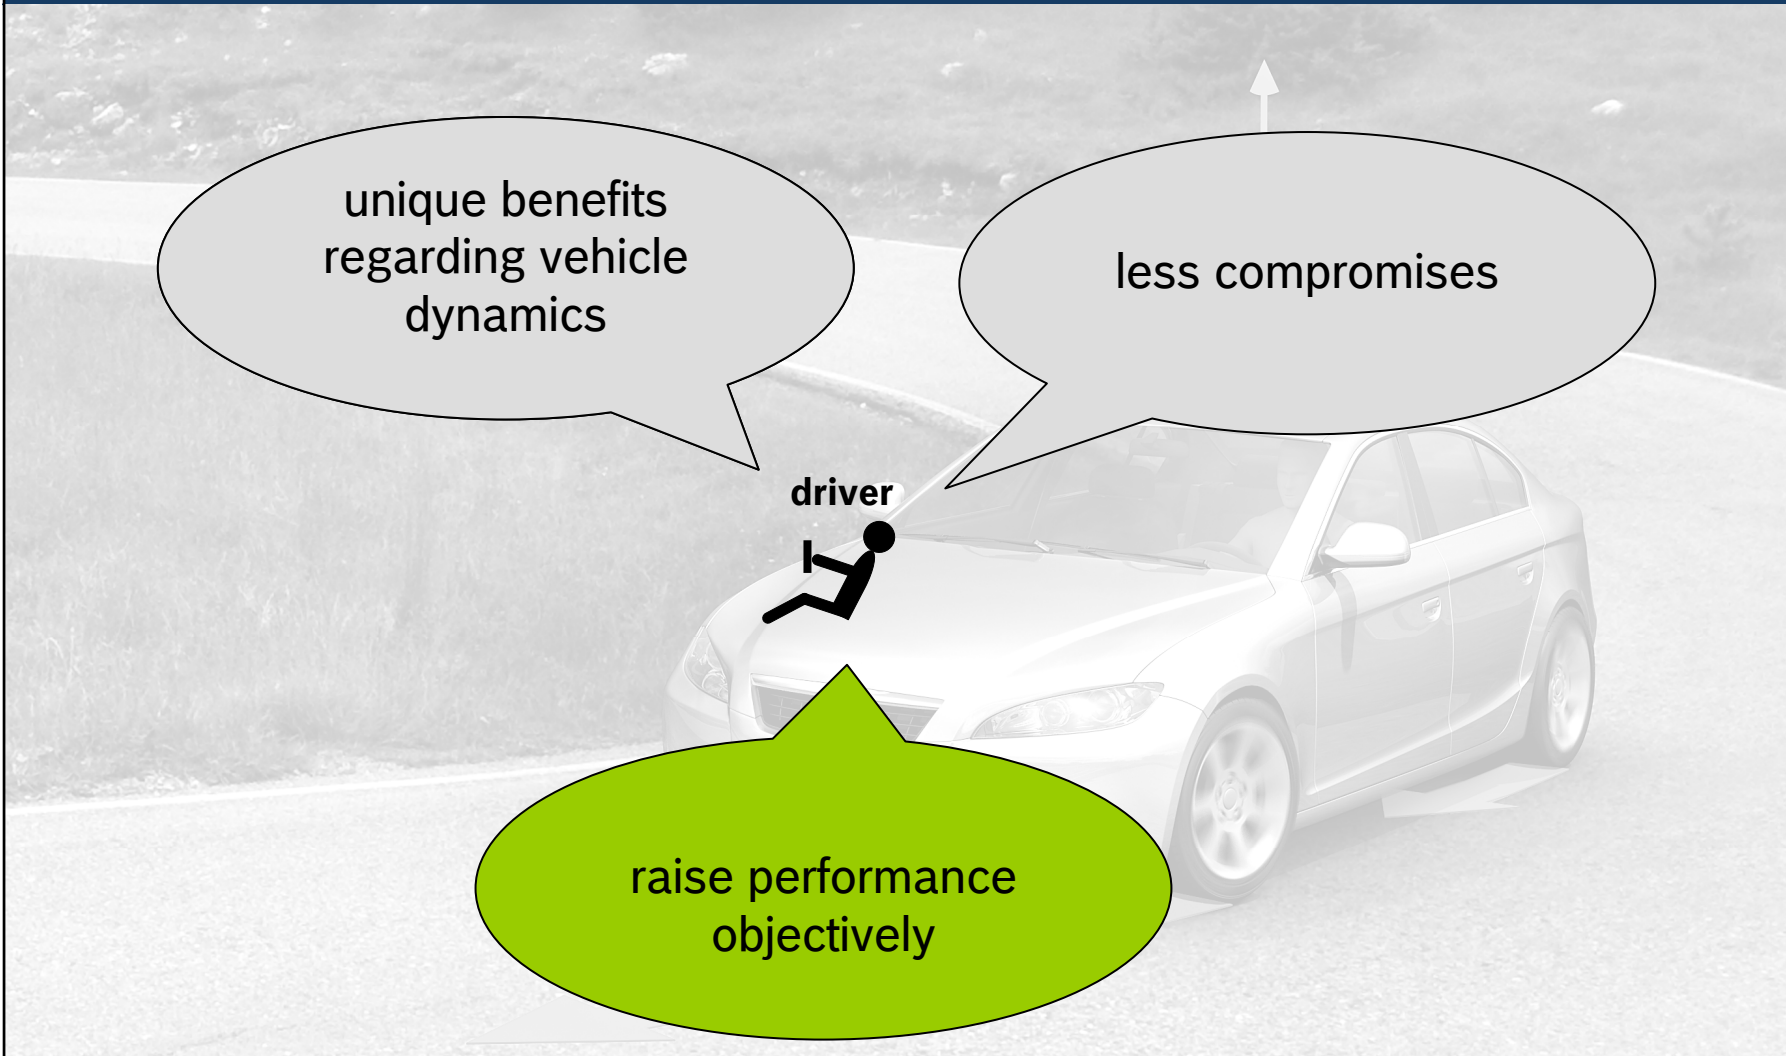 unique benefits
regarding vehicle
dynamics
less compromises
driver
raise performance
objectively